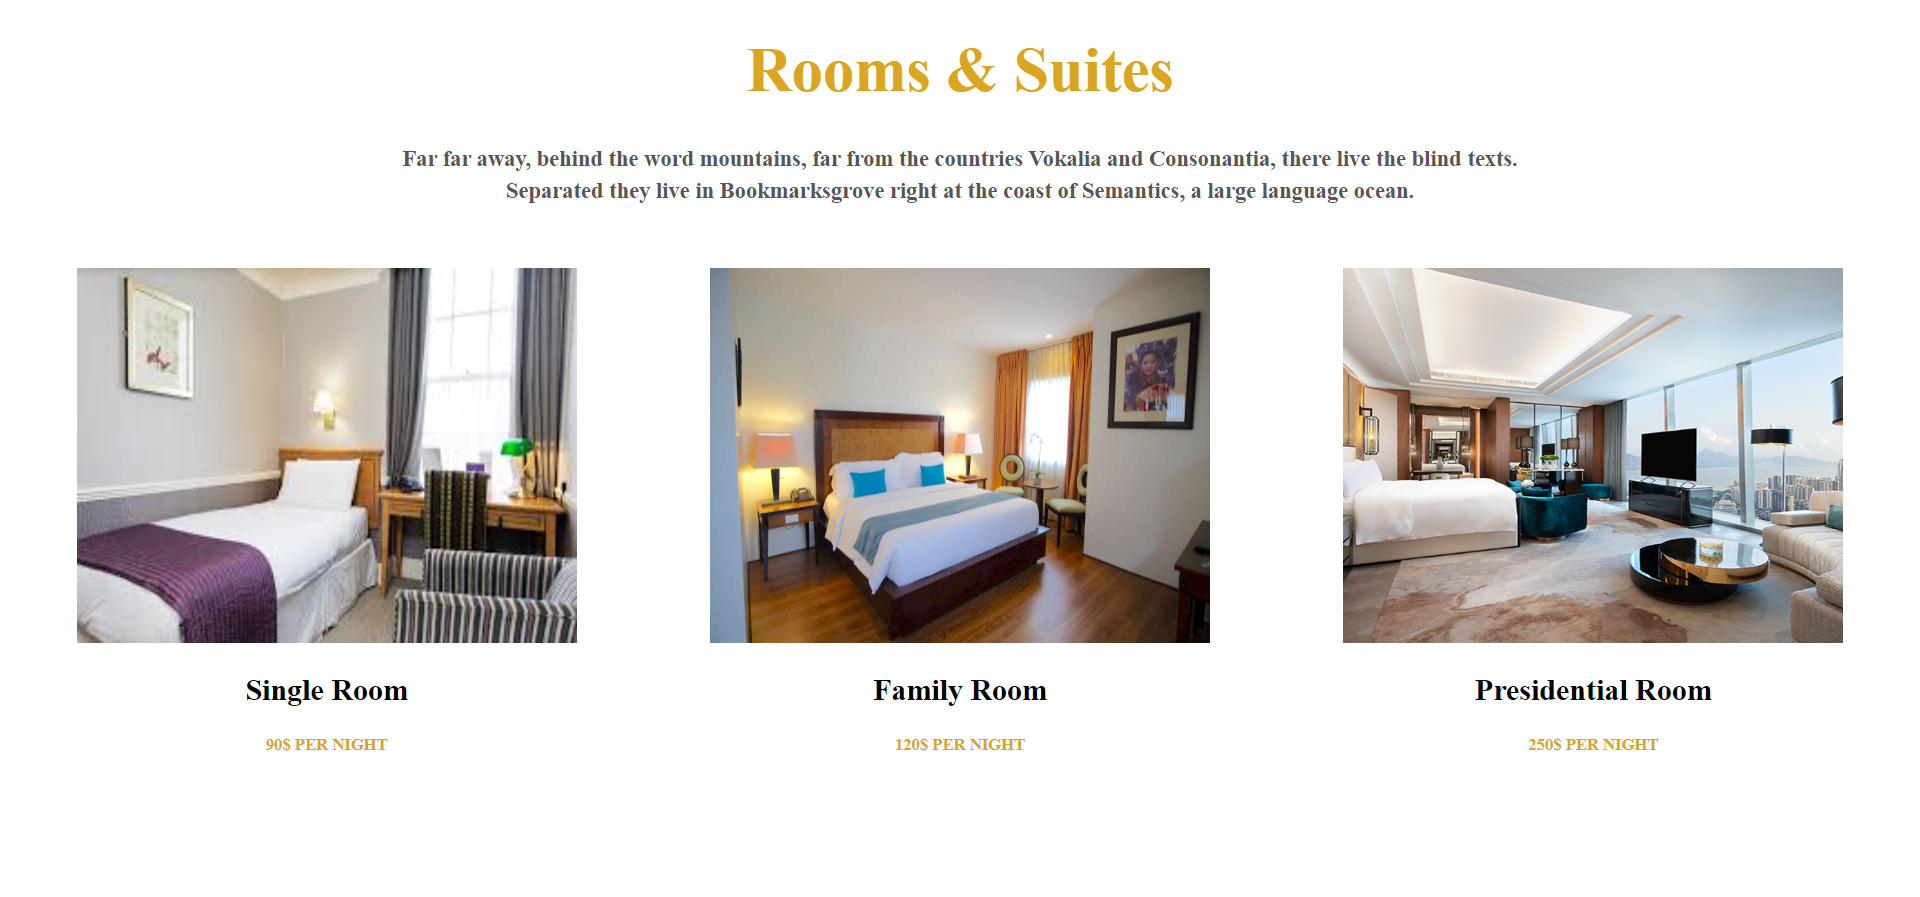 Rooms & Suites
Far far away, behind the word mountains, far from the countries Vokalia and Consonantia, there live the blind texts.
Separated they live in Bookmarksgrove right at the coast of Semantics, a large language ocean.
Single Room
90$ PER NIGHT
Family Room
120$ PER NIGHT
Presidential Room
250$ PER NIGHT